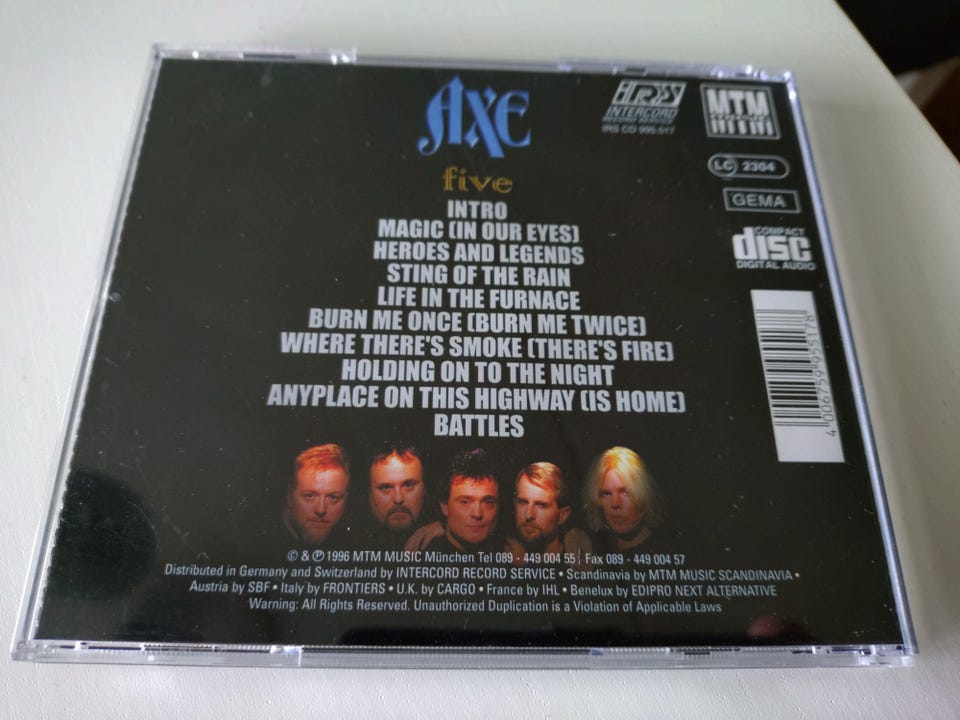 AXE
five
INTRO
MAGIC (IN OUR EYES)
HEROES AND LEGENDS
STING OF THE RAIN
LIFE IN THE FURNACE
BURN ME ONCE (BURN ME TWICE)
WHERE THERE'S SMOKE (THERE'S FIRE)
HOLDING ON TO THE NIGHT
ANYPLACE ON THIS HIGHWAY (IS HOME)
BATTLES
iRS
INTERCORD
RECORD SERVICE
IRS CD 995.517
MTM
LC 2304
GEMA
COMPACT
disc
DIGITAL AUDIO
4 006759 955178
© & ℗ 1996 MTM MUSIC München Tel 089 - 449 004 55 ; Fax 089 - 449 004 57
Distributed in Germany and Switzerland by INTERCORD RECORD SERVICE • Scandinavia by MTM MUSIC SCANDINAVIA •
Austria by SBF • Italy by FRONTIERS • U.K. by CARGO • France by IHL • Benelux by EDIPRO NEXT ALTERNATIVE
Warning: All Rights Reserved. Unauthorized Duplication is a Violation of Applicable Laws